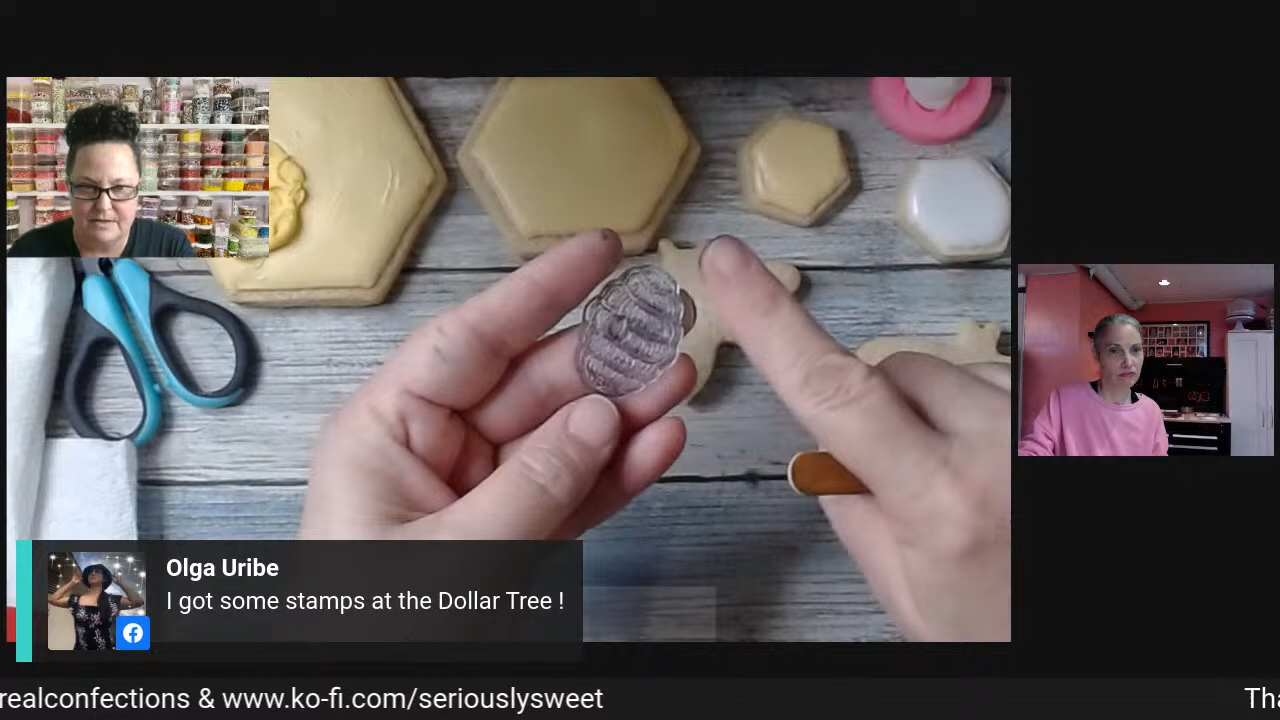 Olga Uribe
I got some stamps at the Dollar Tree !
realconfections & www.ko-fi.com/seriouslysweet
Tha